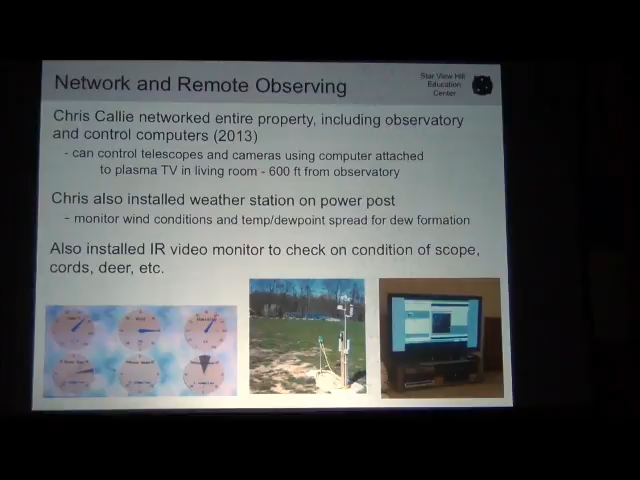 Network and Remote Observing
Star View Hill
Education
Center
Chris Callie networked entire property, including observatory
and control computers (2013)
- can control telescopes and cameras using computer attached
to plasma TV in living room - 600 ft from observatory
Chris also installed weather station on power post
- monitor wind conditions and temp/dewpoint spread for dew formation
Also installed IR video monitor to check on condition of scope,
cords, deer, etc.